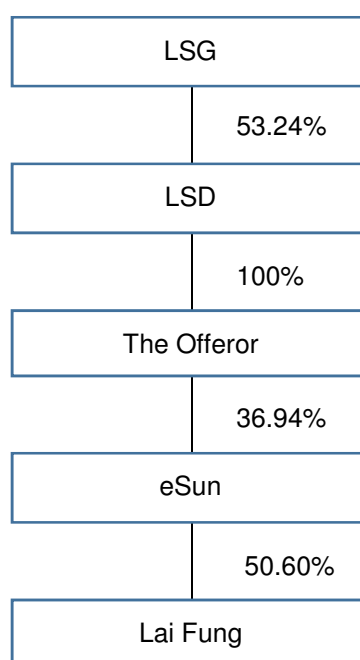 LSG
53.24%
LSD
100%
The Offeror
36.94%
eSun
50.60%
Lai Fung